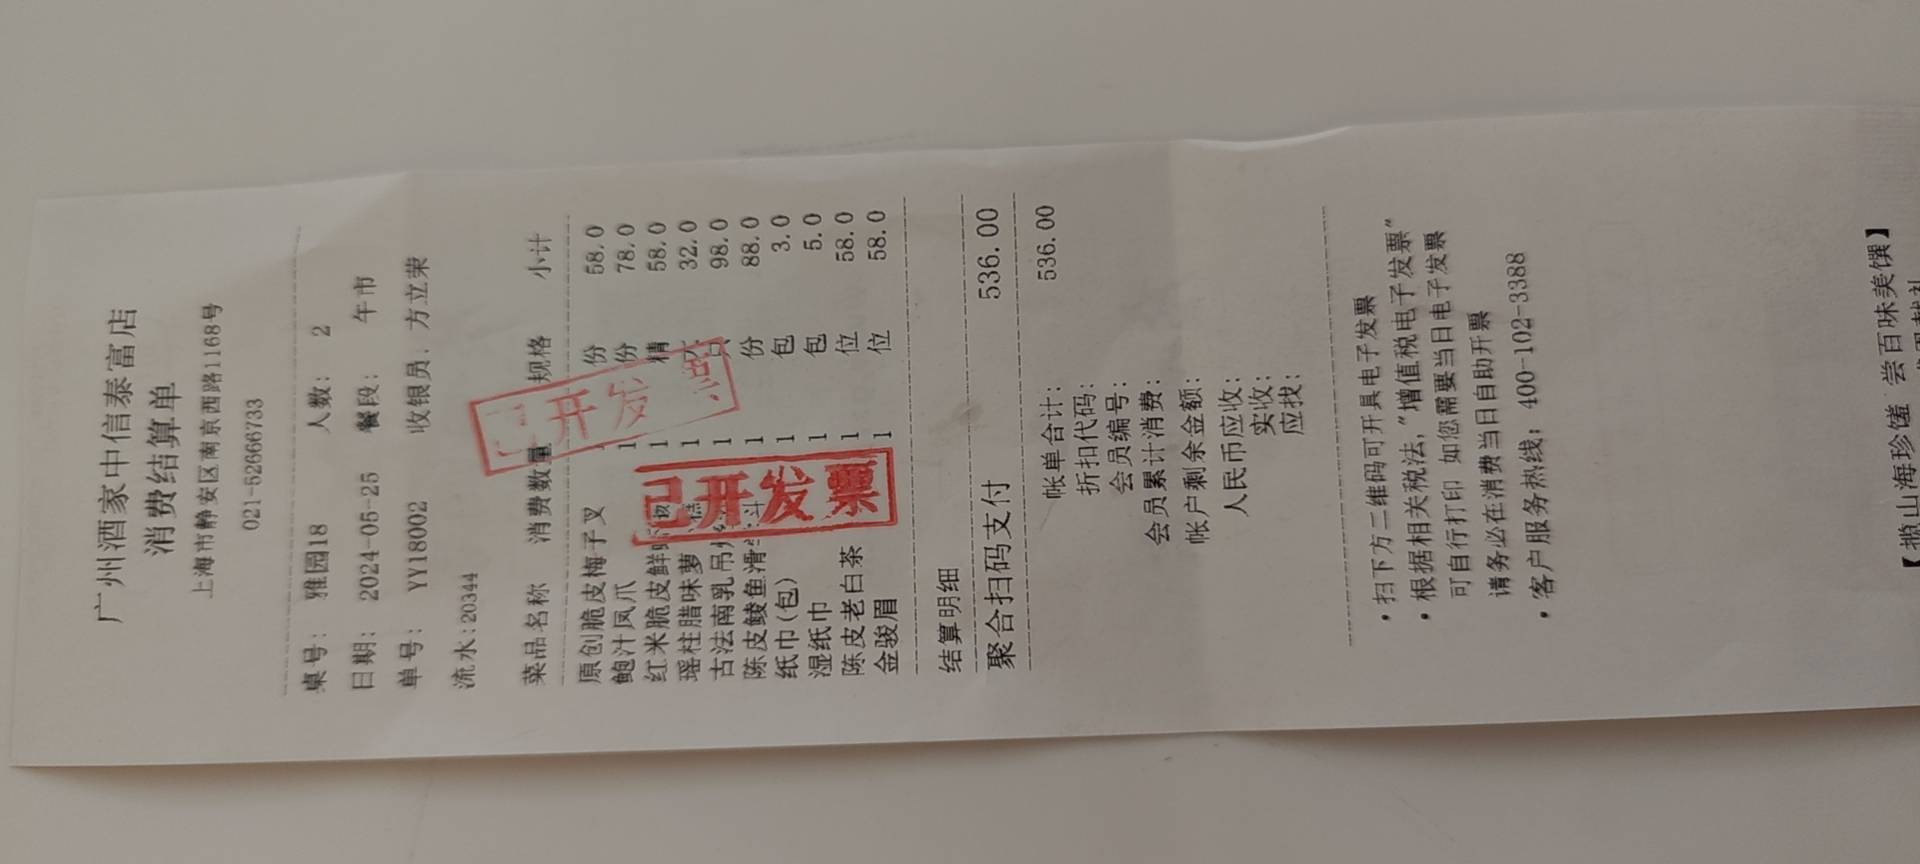 广州酒家中信泰富店
消费结算单
上海市静安区南京西路1168号
021-52666733
桌号: 雅园18 人数: 2
日期: 2024-05-25 餐段: 午市
单号: YY18002 收银员: 方立荣
流水:20344
菜品名称 消费数量 规格 小计
原创脆皮梅子叉 1 份 58.0
鲍汁凤爪 1 份 78.0
红米脆皮鲜虾 1 精 58.0
瑶柱腊味萝 糕 1 大 32.0
古法南乳吊 1 只 98.0
陈皮鲮鱼滑 1 份 88.0
纸巾(包) 1 包 3.0
湿纸巾 1 包 5.0
陈皮老白茶 1 位 58.0
金骏眉 1 位 58.0
已开发票
已开发票
结算明细
聚合扫码支付 536.00
帐单合计: 536.00
折扣代码:
会员编号:
会员累计消费:
帐户剩余金额:
人民币应收:
实收:
应找:
• 扫下方二维码可开具电子发票
• 根据相关税法,"增值税电子发票"
可自行打印 如您需要当日电子发票
请务必在消费当日自助开票
• 客户服务热线: 400-102-3388
【揽山海珍馐 尝百味美馔】